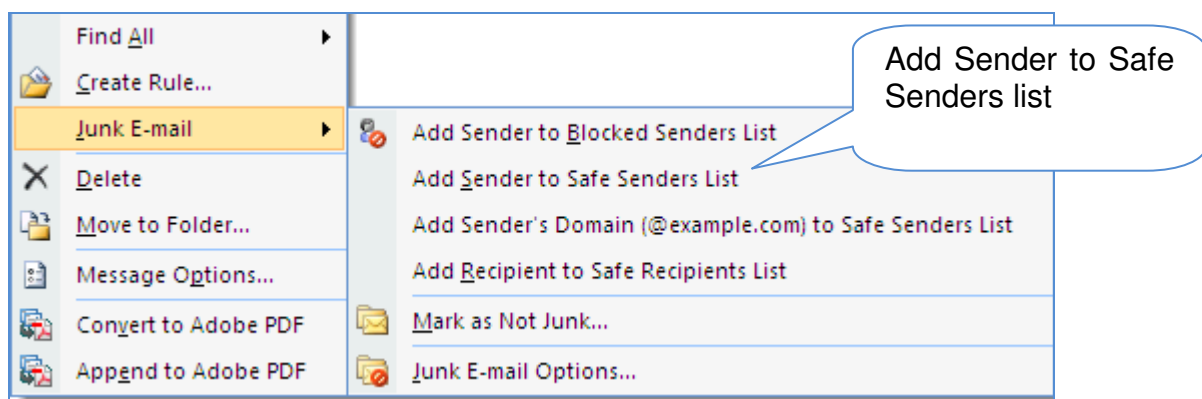 Find All
Create Rule...
Junk E-mail
Delete
Move to Folder...
Message Options...
Convert to Adobe PDF
Append to Adobe PDF
Add Sender to Blocked Senders List
Add Sender to Safe Senders List
Add Sender's Domain (@example.com) to Safe Senders List
Add Recipient to Safe Recipients List
Mark as Not Junk...
Junk E-mail Options...
Add Sender to Safe
Senders list